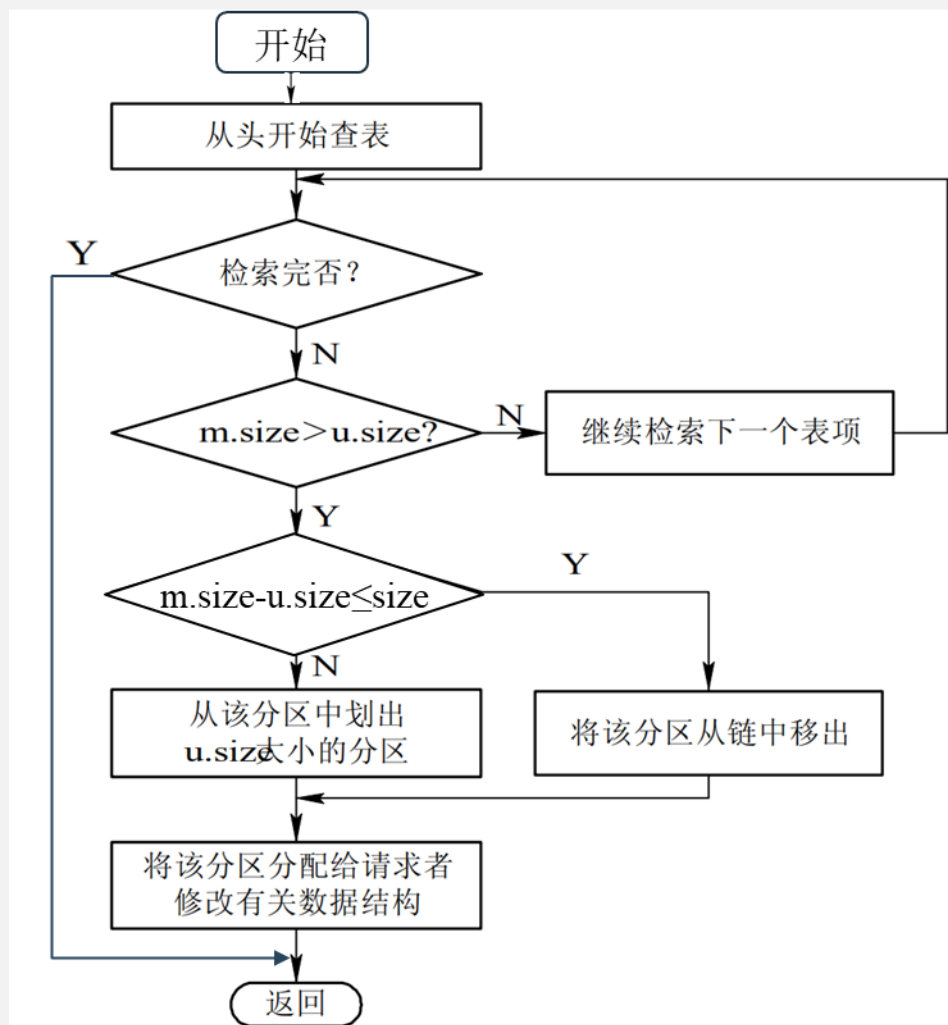 开始
从头开始查表
Y
检索完否？
N
m.size＞u.size?
N
继续检索下一个表项
Y
m.size-u.size≤size
Y
N
从该分区中划出
u.size大小的分区
将该分区从链中移出
将该分区分配给请求者
修改有关数据结构
返回